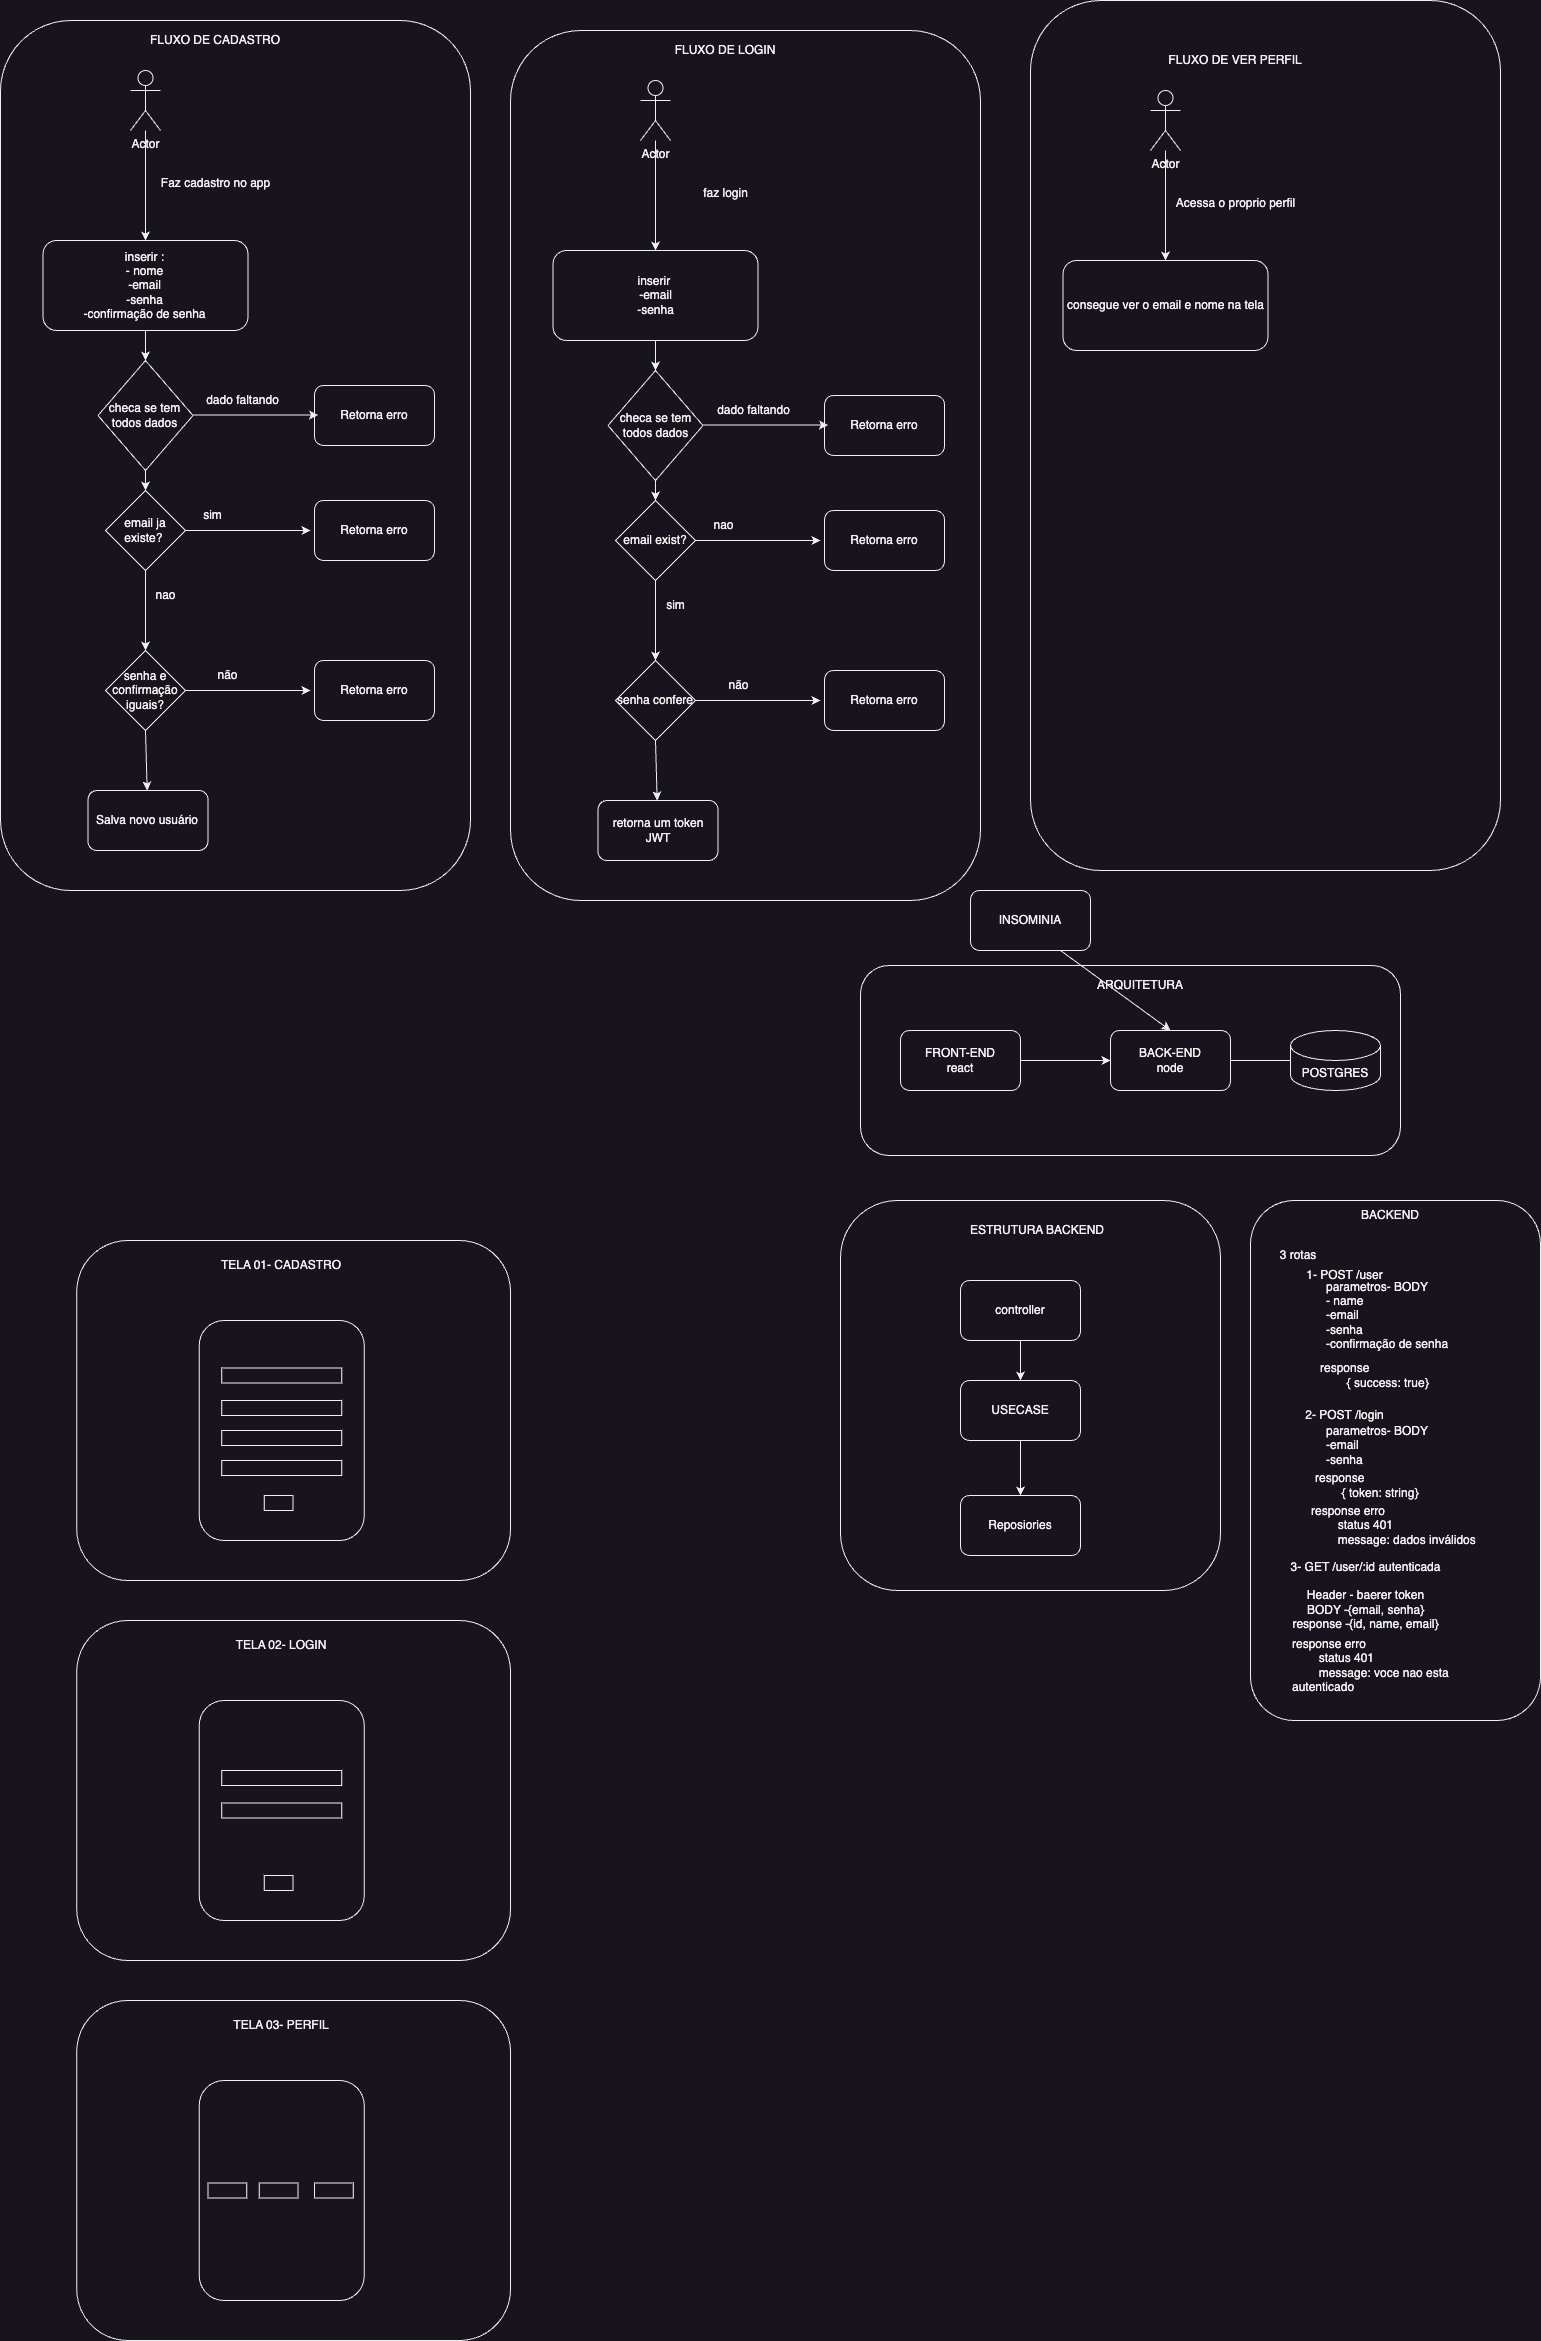 FLUXO DE CADASTRO
Actor
Faz cadastro no app
inserir :
- nome
-email
-senha
-confirmação de senha
checa se tem
todos dados
dado faltando
Retorna erro
email ja
existe?
sim
Retorna erro
nao
senha e
confirmação
iguais?
não
Retorna erro
Salva novo usuário
FLUXO DE LOGIN
Actor
faz login
inserir
-email
-senha
checa se tem
todos dados
dado faltando
Retorna erro
email exist?
nao
Retorna erro
sim
senha confere
não
Retorna erro
retorna um token
JWT
FLUXO DE VER PERFIL
Actor
Acessa o proprio perfil
consegue ver o email e nome na tela
INSOMINIA
ARQUITETURA
FRONT-END
react
BACK-END
node
POSTGRES
TELA 01- CADASTRO
TELA 02- LOGIN
TELA 03- PERFIL
ESTRUTURA BACKEND
controller
USECASE
Reposiories
BACKEND
3 rotas
1- POST /user
parametros- BODY
- name
-email
-senha
-confirmação de senha
response
{ success: true}
2- POST /login
parametros- BODY
-email
-senha
response
{ token: string}
response erro
status 401
message: dados inválidos
3- GET /user/:id autenticada
Header - baerer token
BODY -{email, senha}
response -{id, name, email}
response erro
status 401
message: voce nao esta
autenticado